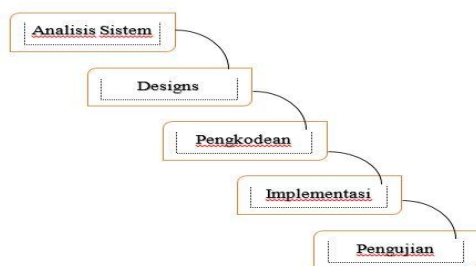 Analisis Sistem
Designs
Pengkodean
Implementasi
Pengujian